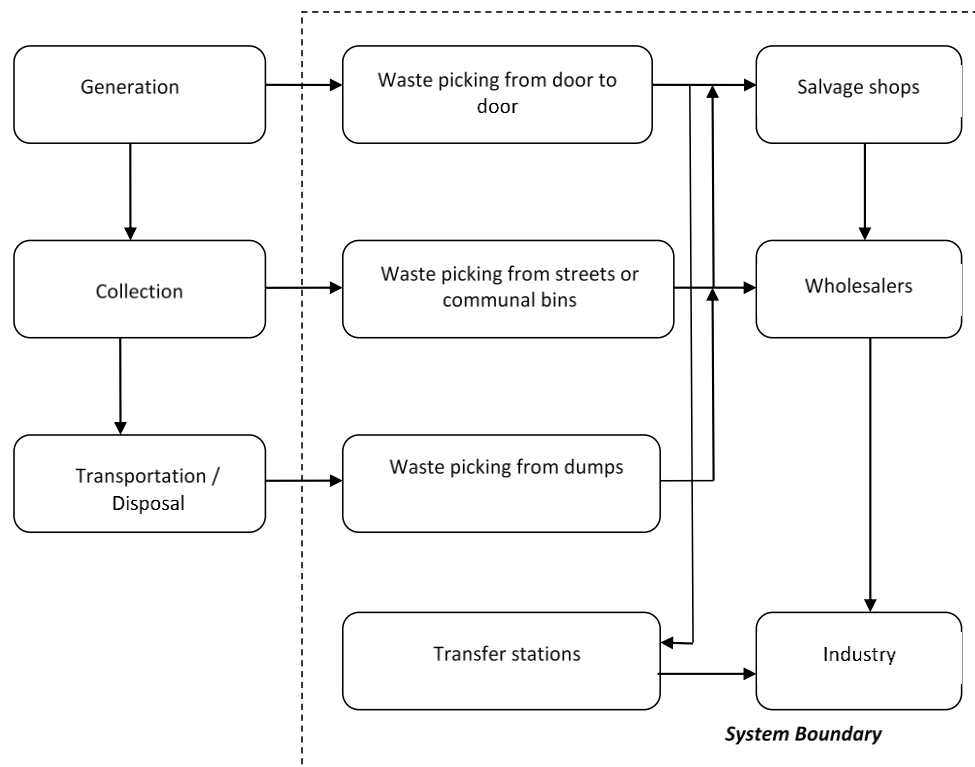 Generation
Waste picking from door to
door
Salvage shops
Collection
Waste picking from streets or
communal bins
Wholesalers
Transportation /
Disposal
Waste picking from dumps
Transfer stations
Industry
System Boundary